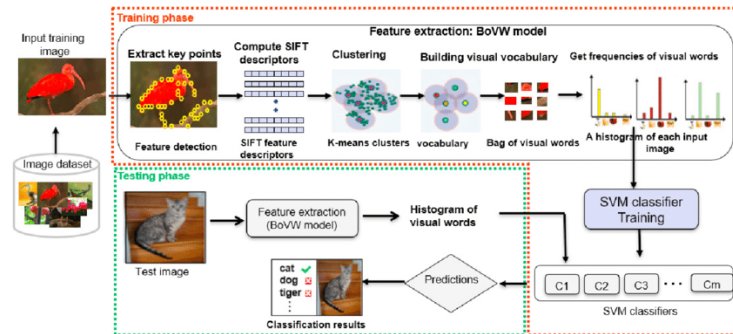 Training phase
Feature extraction: BoVW model
Input training
image
Extract key points
Compute SIFT
descriptors
Clustering
Building visual vocabulary
Get frequencies of visual words
Feature detection
SIFT feature
descriptors
K-means clusters
vocabulary
Bag of visual words
A histogram of each input
image
Image dataset
Testing phase
Feature extraction
(BoVW model)
Histogram of
visual words
SVM classifier
Training
Test image
cat
dog
tiger
Predictions
C1
C2
C3
...
Cm
Classification results
SVM classifiers